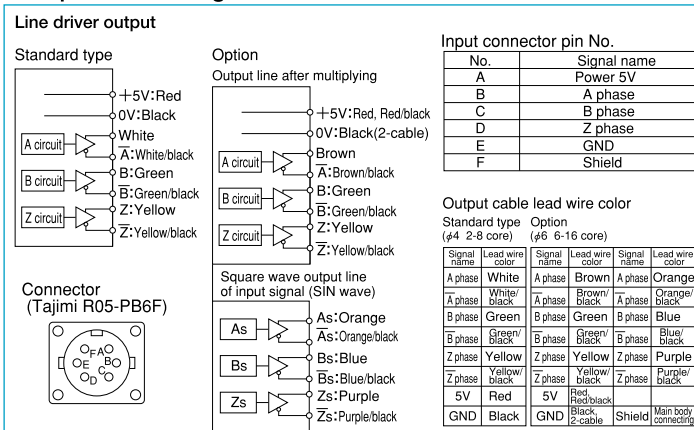 Line driver output
Standard type
+5V:Red
0V:Black
White
A circuit
A:White/black
B:Green
B circuit
B:Green/black
Z:Yellow
Z circuit
Z:Yellow/black
Connector
(Tajimi R05-PB6F)
F A
E B
D C
Option
Output line after multiplying
+5V:Red, Red/black
0V:Black(2-cable)
Brown
A circuit
A:Brown/black
B:Green
B circuit
B:Green/black
Z:Yellow
Z circuit
Z:Yellow/black
Square wave output line
of input signal (SIN wave)
As:Orange
As
As:Orange/black
Bs:Blue
Bs
Bs:Blue/black
Zs:Purple
Zs
Zs:Purple/black
Input connector pin No.
No. Signal name
A Power 5V
B A phase
C B phase
D Z phase
E GND
F Shield
Output cable lead wire color
Standard type Option
(φ4 2-8 core) (φ6 6-16 core)
Signal name Lead wire color Signal name Lead wire color Signal name Lead wire color
A phase White A phase Brown A phase Orange
A phase White/black A phase Brown/black A phase Orange/black
B phase Green B phase Green B phase Blue
B phase Green/black B phase Green/black B phase Blue/black
Z phase Yellow Z phase Yellow Z phase Purple
Z phase Yellow/black Z phase Yellow/black Z phase Purple/black
5V Red 5V Red, Red/black
GND Black GND Black, 2-cable Shield Main body connecting